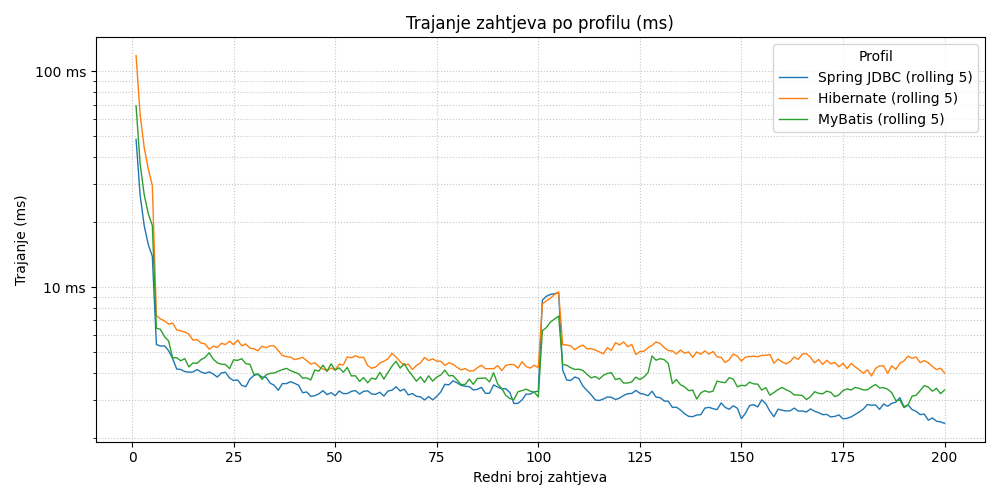 Trajanje zahtjeva po profilu (ms)
100 ms
10 ms
Trajanje (ms)
Profil
Spring JDBC (rolling 5)
Hibernate (rolling 5)
MyBatis (rolling 5)
0 25 50 75 100 125 150 175 200
Redni broj zahtjeva